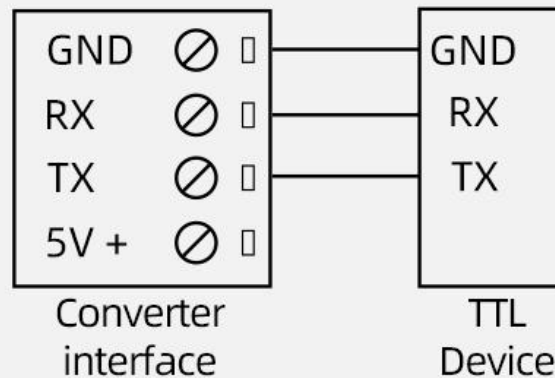 GND GND
RX RX
TX TX
5V +
Converter
interface
TTL
Device